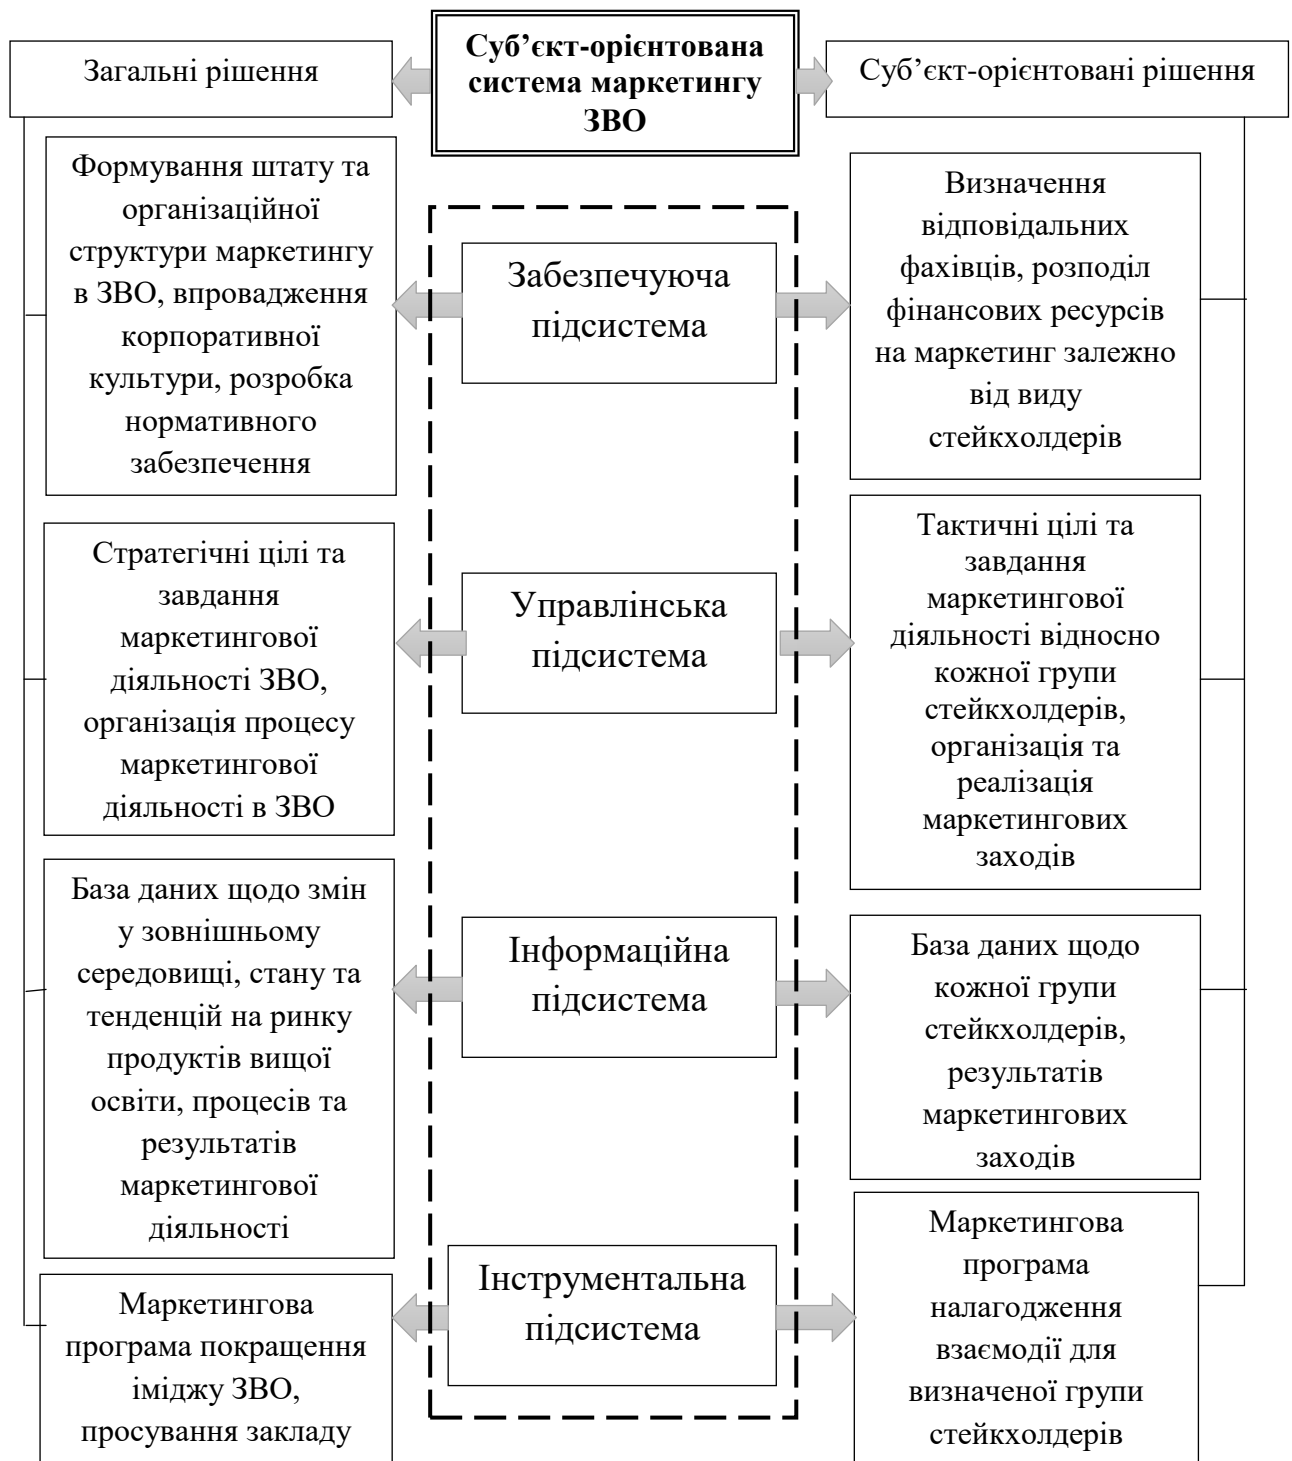 Загальні рішення
Суб’єкт-орієнтована
система маркетингу
ЗВО
Суб’єкт-орієнтовані рішення
Формування штату та
організаційної
структури маркетингу
в ЗВО, впровадження
корпоративної
культури, розробка
нормативного
забезпечення
Забезпечуюча
підсистема
Визначення
відповідальних
фахівців, розподіл
фінансових ресурсів
на маркетинг залежно
від виду
стейкхолдерів
Стратегічні цілі та
завдання
маркетингової
діяльності ЗВО,
організація процесу
маркетингової
діяльності в ЗВО
Управлінська
підсистема
Тактичні цілі та
завдання
маркетингової
діяльності відносно
кожної групи
стейкхолдерів,
організація та
реалізація
маркетингових
заходів
База даних щодо змін
у зовнішньому
середовищі, стану та
тенденцій на ринку
продуктів вищої
освіти, процесів та
результатів
маркетингової
діяльності
Інформаційна
підсистема
База даних щодо
кожної групи
стейкхолдерів,
результатів
маркетингових
заходів
Маркетингова
програма покращення
іміджу ЗВО,
просування закладу
Інструментальна
підсистема
Маркетингова
програма
налагодження
взаємодії для
визначеної групи
стейкхолдерів